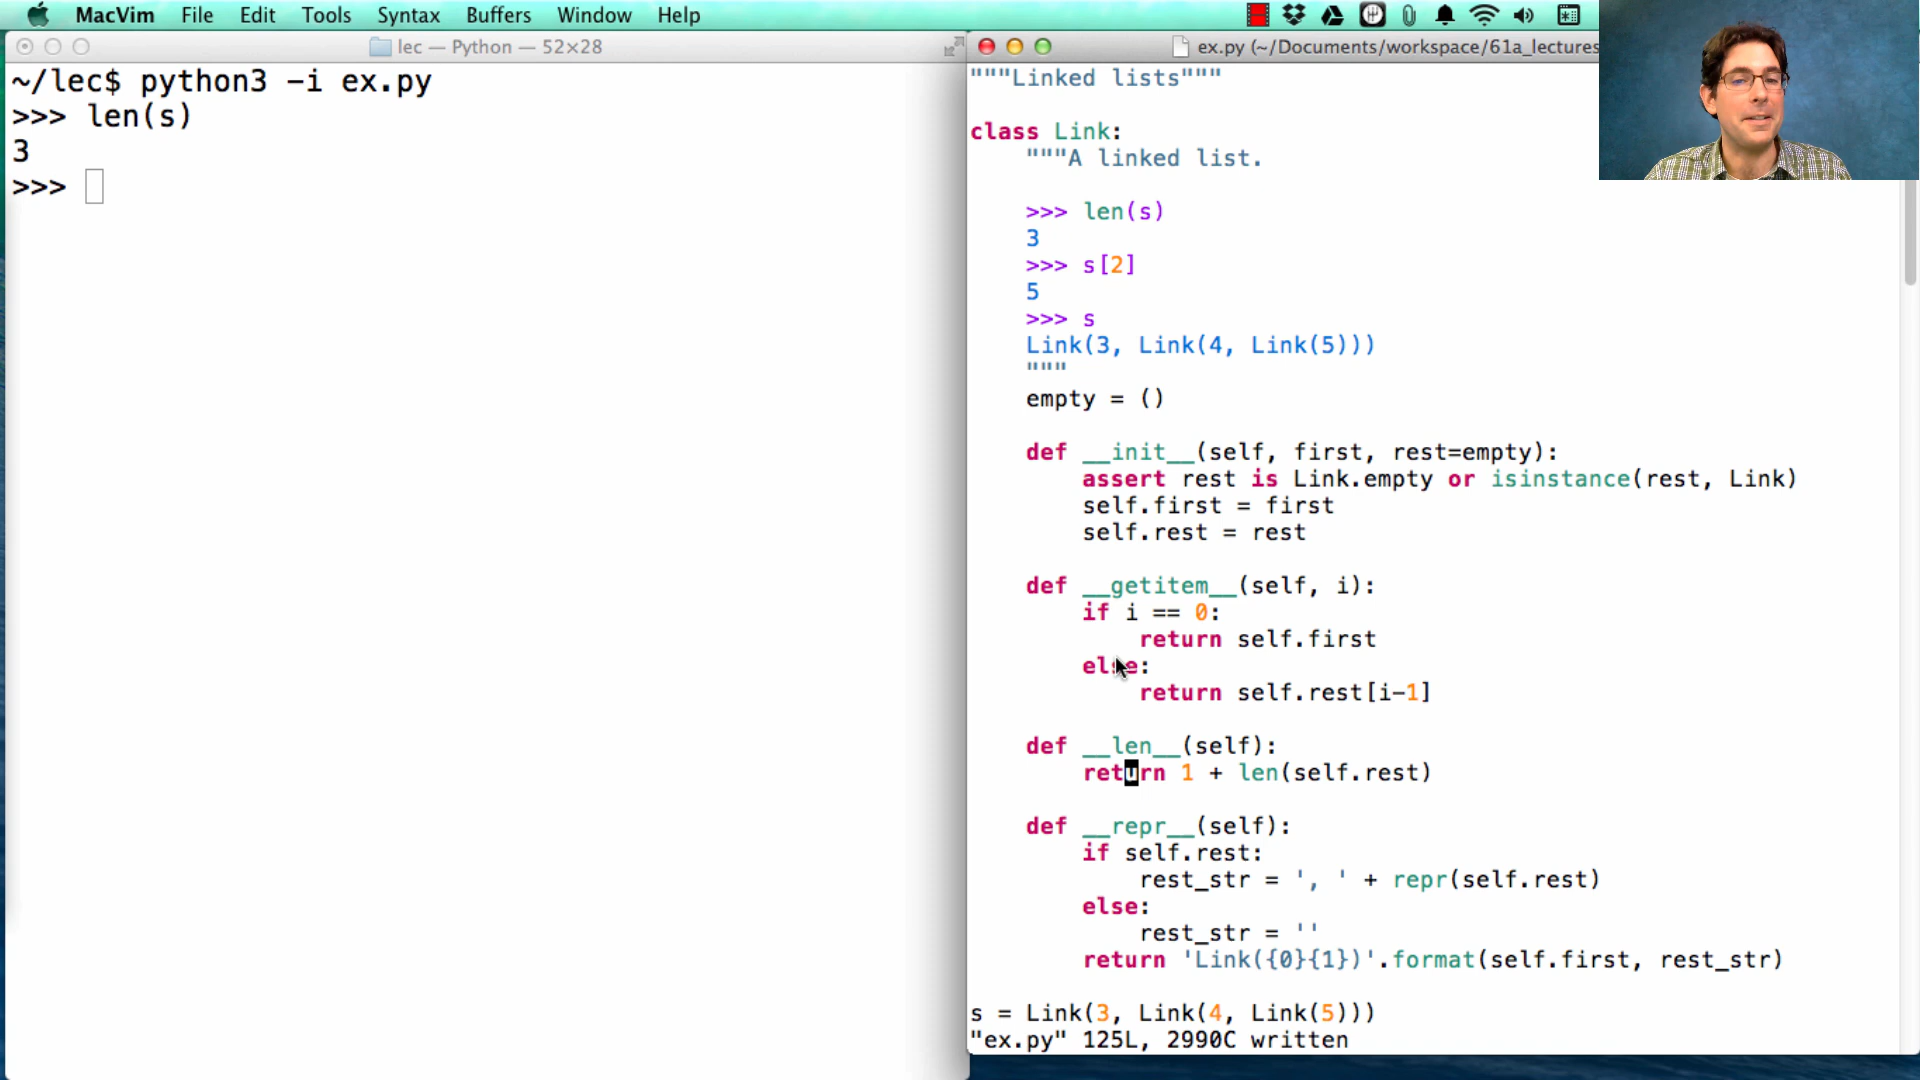 MacVim File Edit Tools Syntax Buffers Window Help
lec — Python — 52×28
~/lec$ python3 -i ex.py
>>> len(s)
3
>>>
ex.py (~/Documents/workspace/61a_lectures
"""Linked lists"""
class Link:
    """A linked list.
    >>> len(s)
    3
    >>> s[2]
    5
    >>> s
    Link(3, Link(4, Link(5)))
    """
    empty = ()
    def __init__(self, first, rest=empty):
        assert rest is Link.empty or isinstance(rest, Link)
        self.first = first
        self.rest = rest
    def __getitem__(self, i):
        if i == 0:
            return self.first
        else:
            return self.rest[i-1]
    def __len__(self):
        return 1 + len(self.rest)
    def __repr__(self):
        if self.rest:
            rest_str = ', ' + repr(self.rest)
        else:
            rest_str = ''
        return 'Link({0}{1})'.format(self.first, rest_str)
s = Link(3, Link(4, Link(5)))
"ex.py" 125L, 2990C written